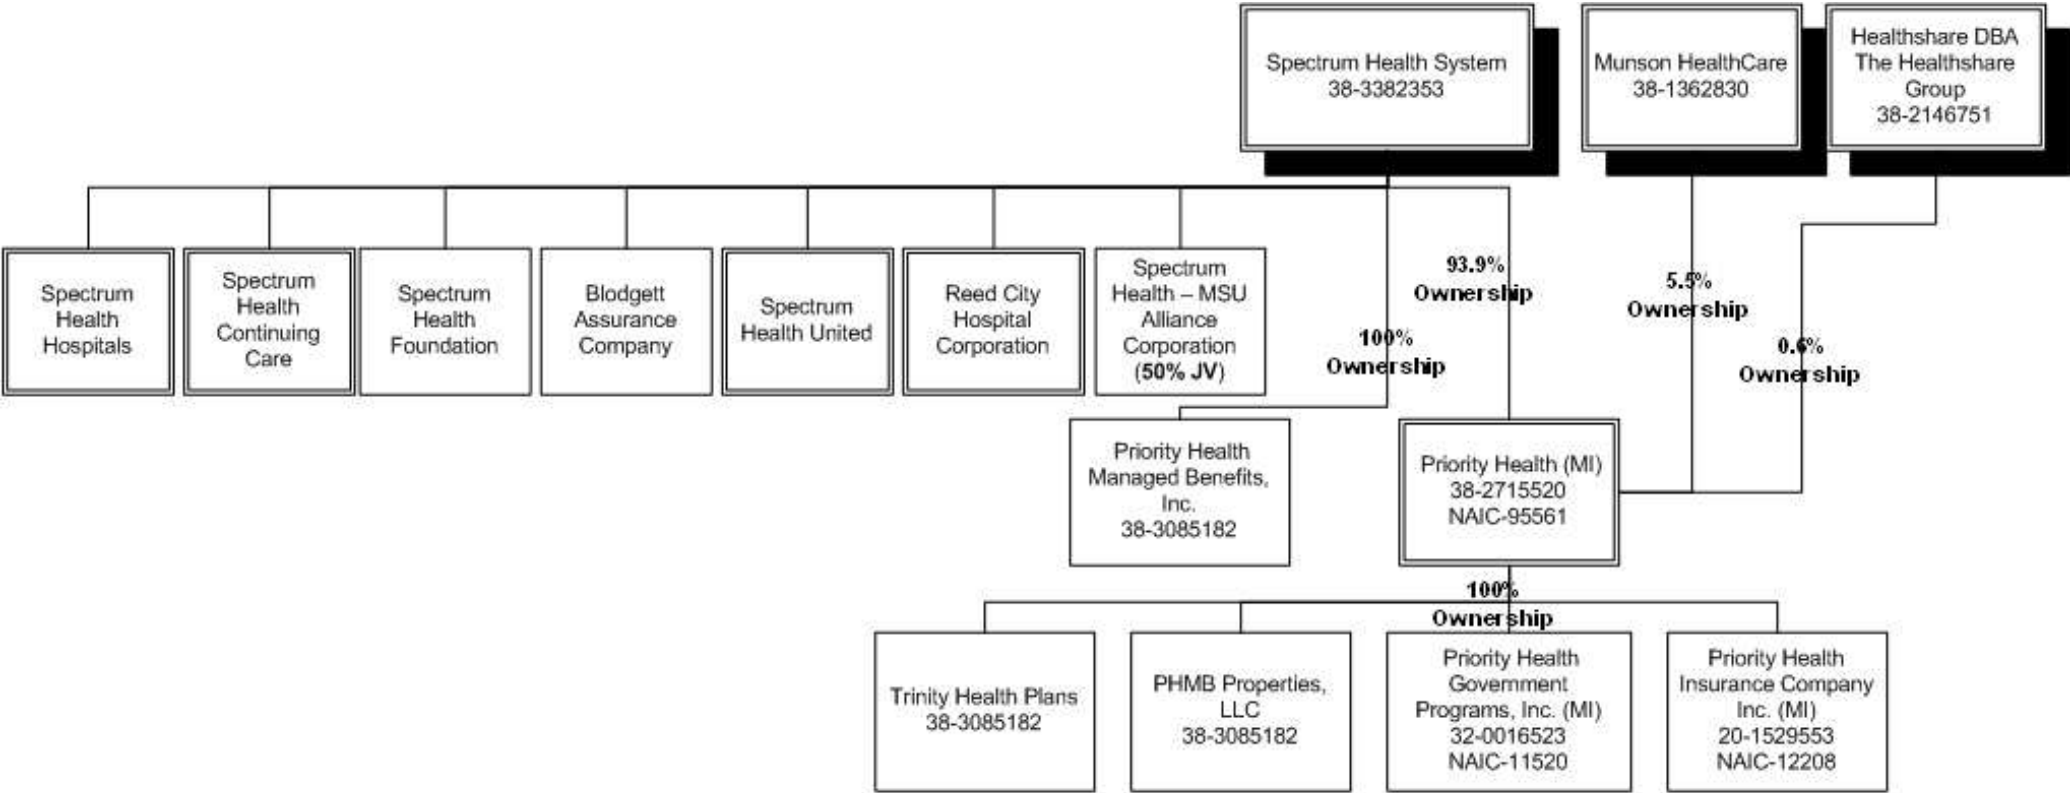 Spectrum Health System
38-3382353
Munson HealthCare
38-1362830
Healthshare DBA
The Healthshare
Group
38-2146751
Spectrum
Health
Hospitals
Spectrum
Health
Continuing
Care
Spectrum
Health
Foundation
Blodgett
Assurance
Company
Spectrum
Health United
Reed City
Hospital
Corporation
Spectrum
Health – MSU
Alliance
Corporation
(50% JV)
100%
Ownership
93.9%
Ownership
5.5%
Ownership
0.6%
Ownership
Priority Health
Managed Benefits,
Inc.
38-3085182
Priority Health (MI)
38-2715520
NAIC-95561
100%
Ownership
Trinity Health Plans
38-3085182
PHMB Properties,
LLC
38-3085182
Priority Health
Government
Programs, Inc. (MI)
32-0016523
NAIC-11520
Priority Health
Insurance Company
Inc. (MI)
20-1529553
NAIC-12208